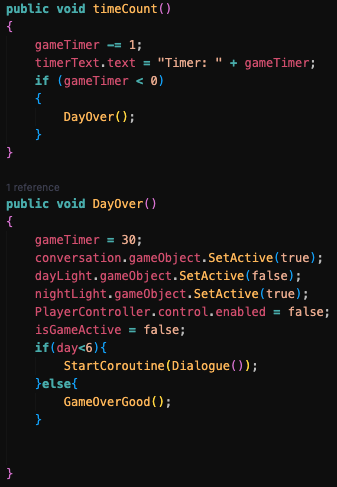 public void timeCount()
{
gameTimer -= 1;
timerText.text = "Timer: " + gameTimer;
if (gameTimer < 0)
{
DayOver();
}
}
1 reference
public void DayOver()
{
gameTimer = 30;
conversation.gameObject.SetActive(true);
dayLight.gameObject.SetActive(false);
nightLight.gameObject.SetActive(true);
PlayerController.control.enabled = false;
isGameActive = false;
if(day<6){
StartCoroutine(Dialogue());
}else{
GameOverGood();
}
}